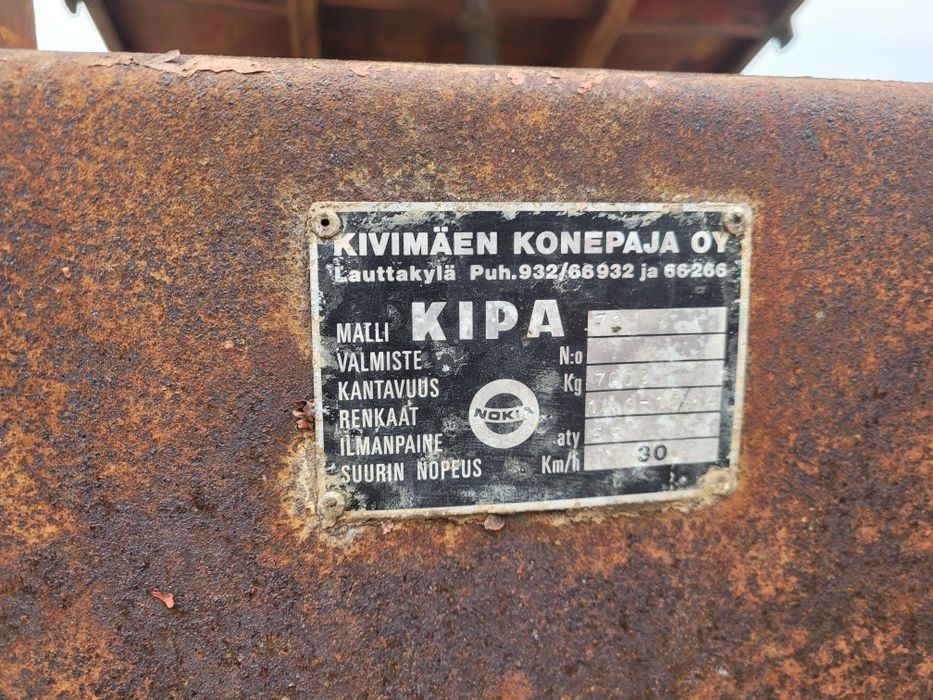 KIVIMÄEN KONEPAJA OY
Lauttakylä Puh.932/66932 ja 66266
MALLI KIPA
VALMISTE N:o
KANTAVUUS Kg
RENKAAT
ILMANPAINE aty
SUURIN NOPEUS Km/h 30
NOKIA